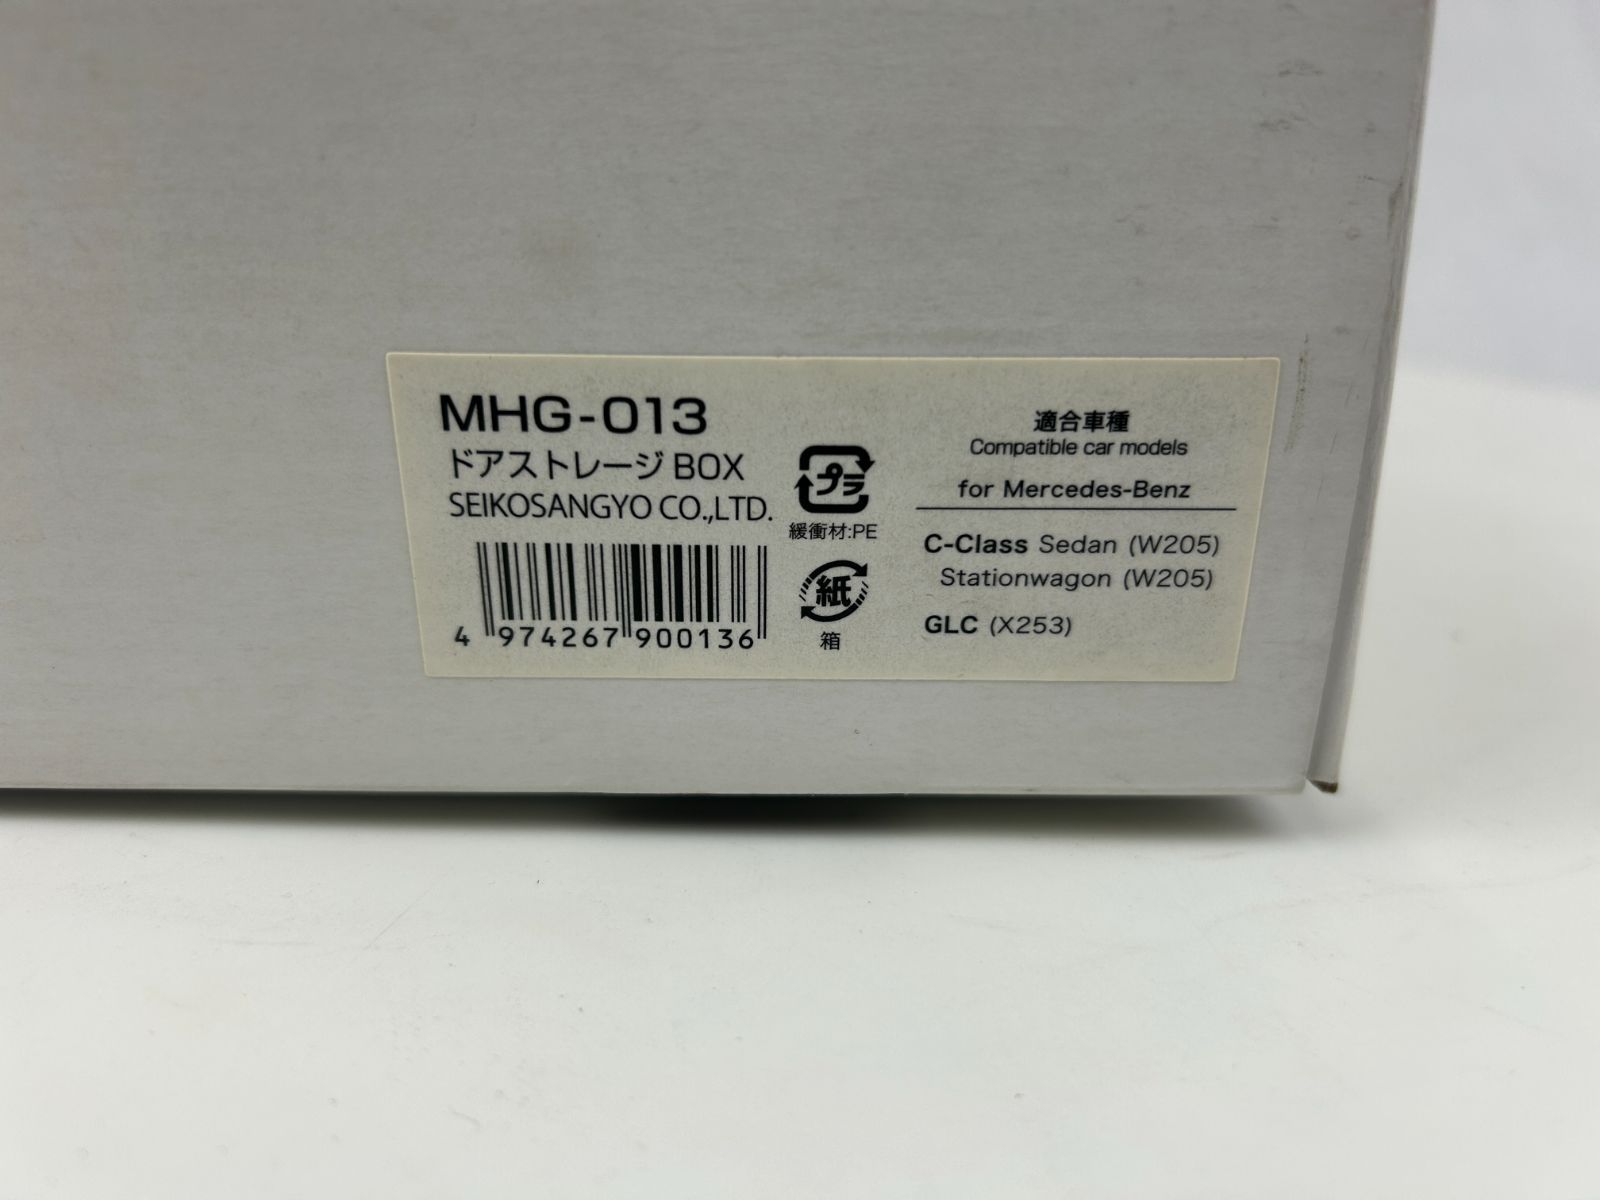 MHG-013
ドアストレージ BOX
SEIKOSANGYO CO.,LTD.
4 974267 900136
プラ
緩衝材:PE
紙
箱
適合車種
Compatible car models
for Mercedes-Benz
C-Class Sedan (W205)
Stationwagon (W205)
GLC (X253)